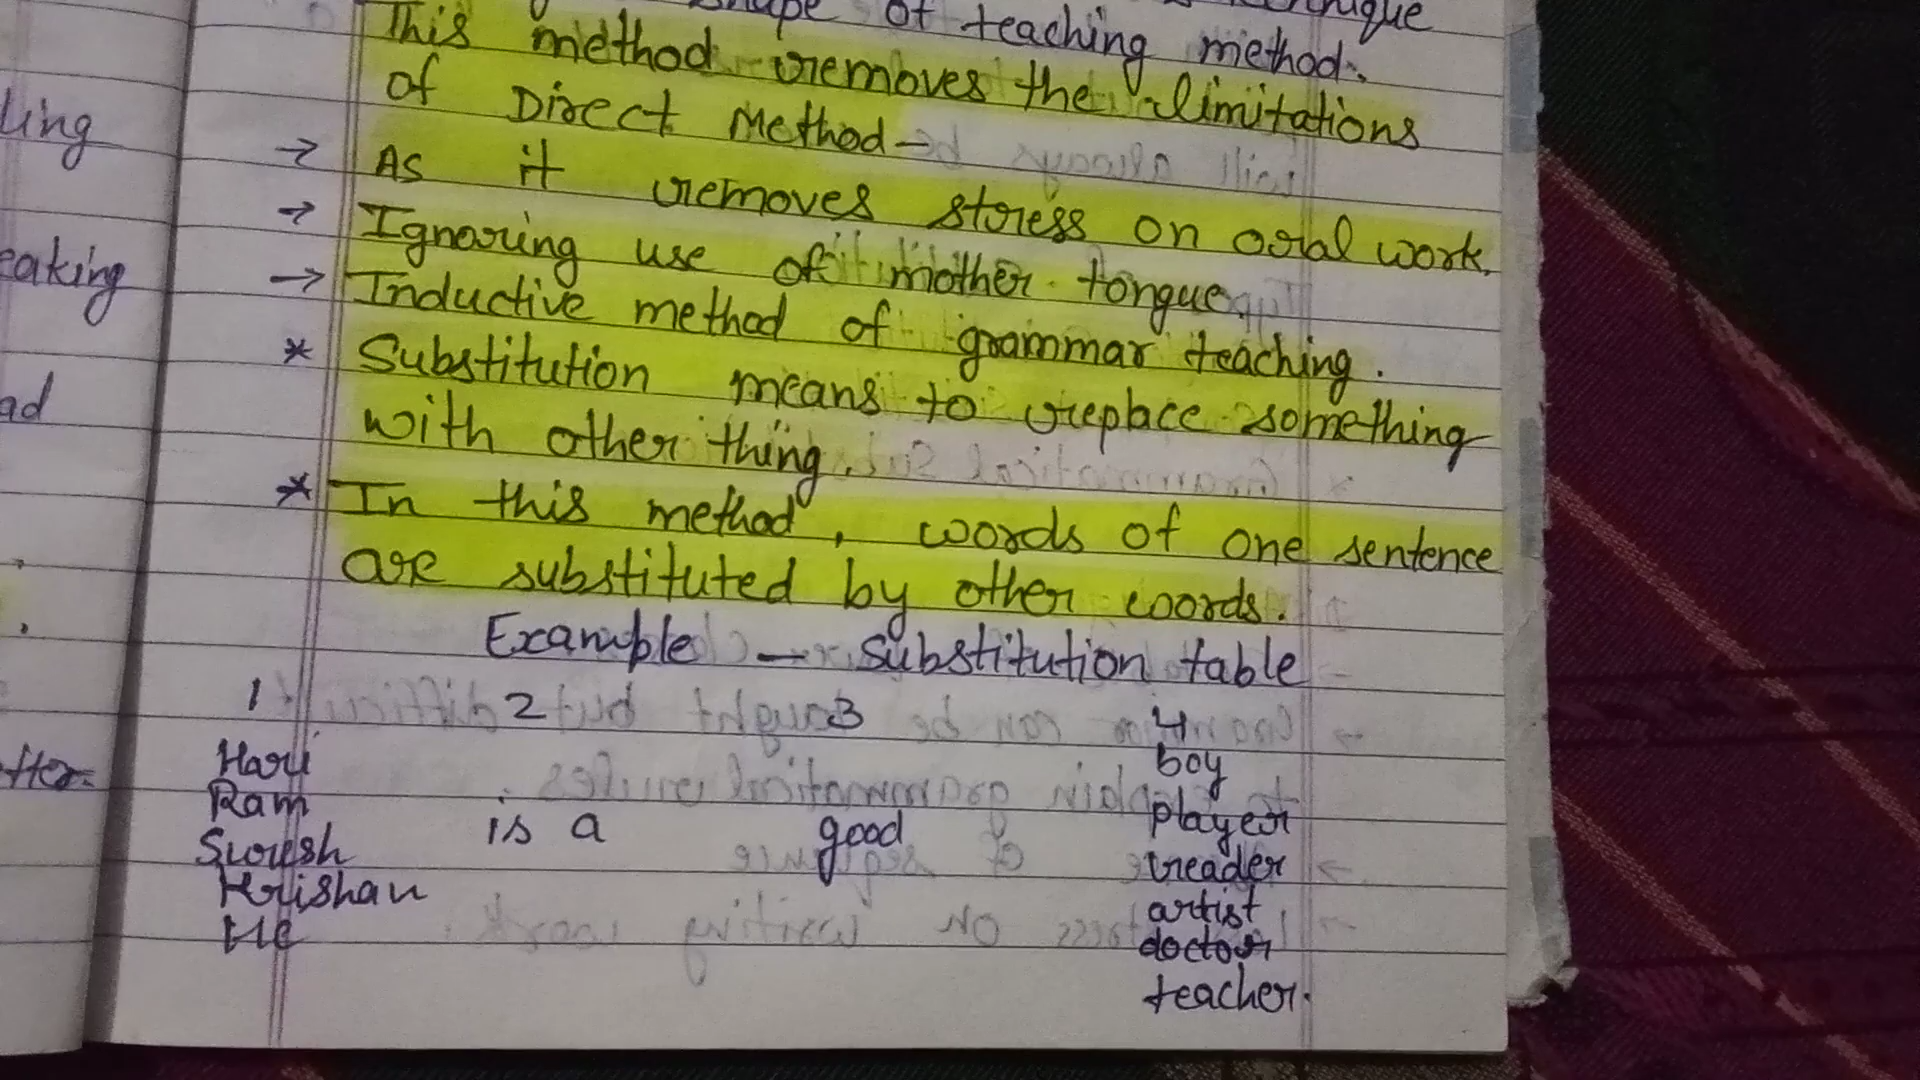 ling
eaking
ad
of teaching method.
This method removes the limitations
of Direct Method-
→ As it removes stress on oral work.
→ Ignoring use of mother tongue.
→ Inductive method of grammar teaching.
* Substitution means to replace something
with other thing.
* In this method, words of one sentence
are substituted by other words.
Example — Substitution table
1 2 3 4
Hari boy
Ram is a good player
Suresh reader
Krishan artist
He doctor
teacher.